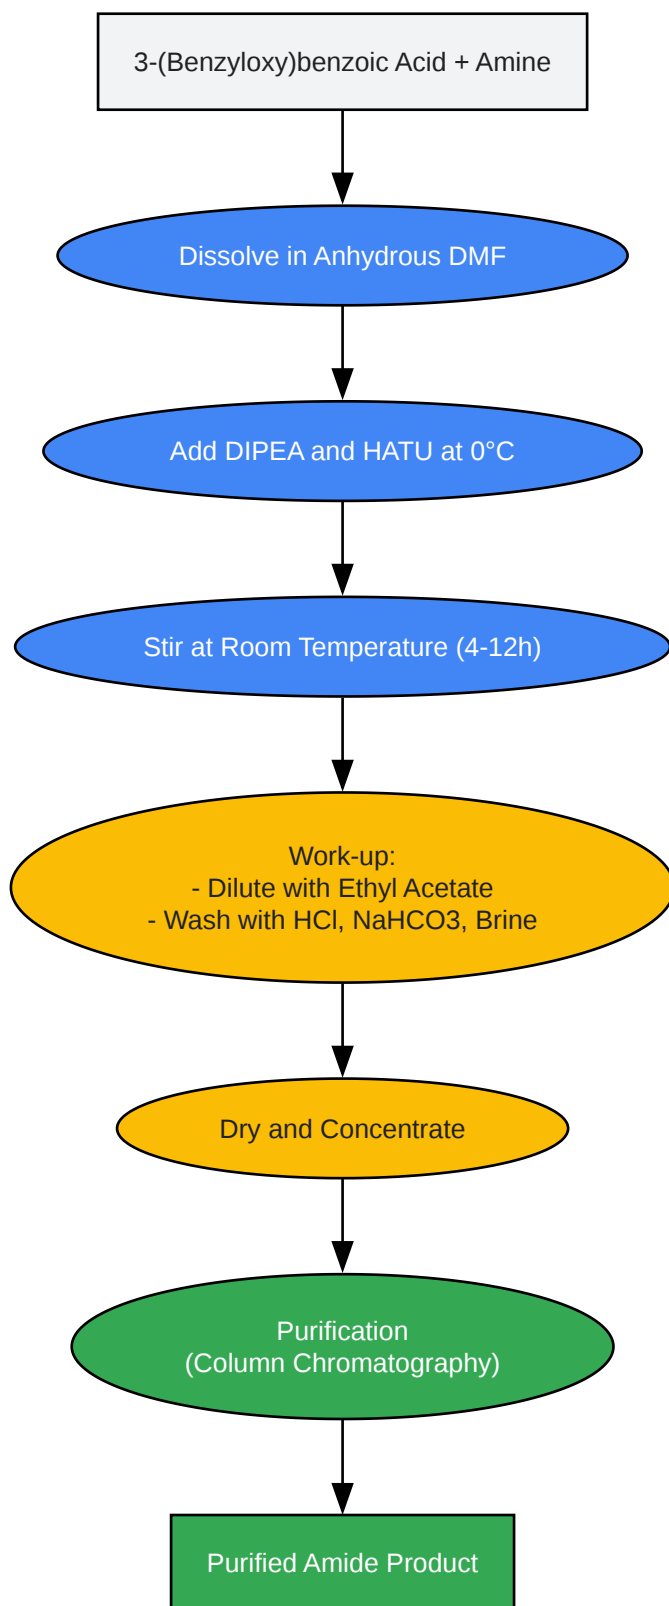 3-(Benzyloxy)benzoic Acid + Amine
Dissolve in Anhydrous DMF
Add DIPEA and HATU at 0°C
Stir at Room Temperature (4-12h)
Work-up:
- Dilute with Ethyl Acetate
- Wash with HCl, NaHCO3, Brine
Dry and Concentrate
Purification
(Column Chromatography)
Purified Amide Product